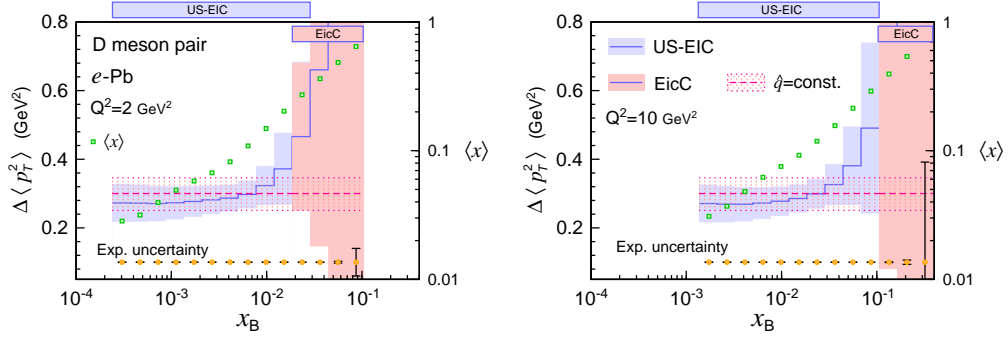 US-EIC
EicC
D meson pair
e-Pb
Q²=2 GeV²
⟨x⟩
Exp. uncertainty
0.8
0.6
0.4
0.2
Δ⟨p_T²⟩ (GeV²)
1
0.1
0.01
⟨x⟩
10⁻⁴
10⁻³
10⁻²
10⁻¹
x_B
US-EIC
EicC
US-EIC
EicC
q̂=const.
Q²=10 GeV²
Exp. uncertainty
0.8
0.6
0.4
0.2
Δ⟨p_T²⟩ (GeV²)
1
0.1
0.01
⟨x⟩
10⁻⁴
10⁻³
10⁻²
10⁻¹
x_B